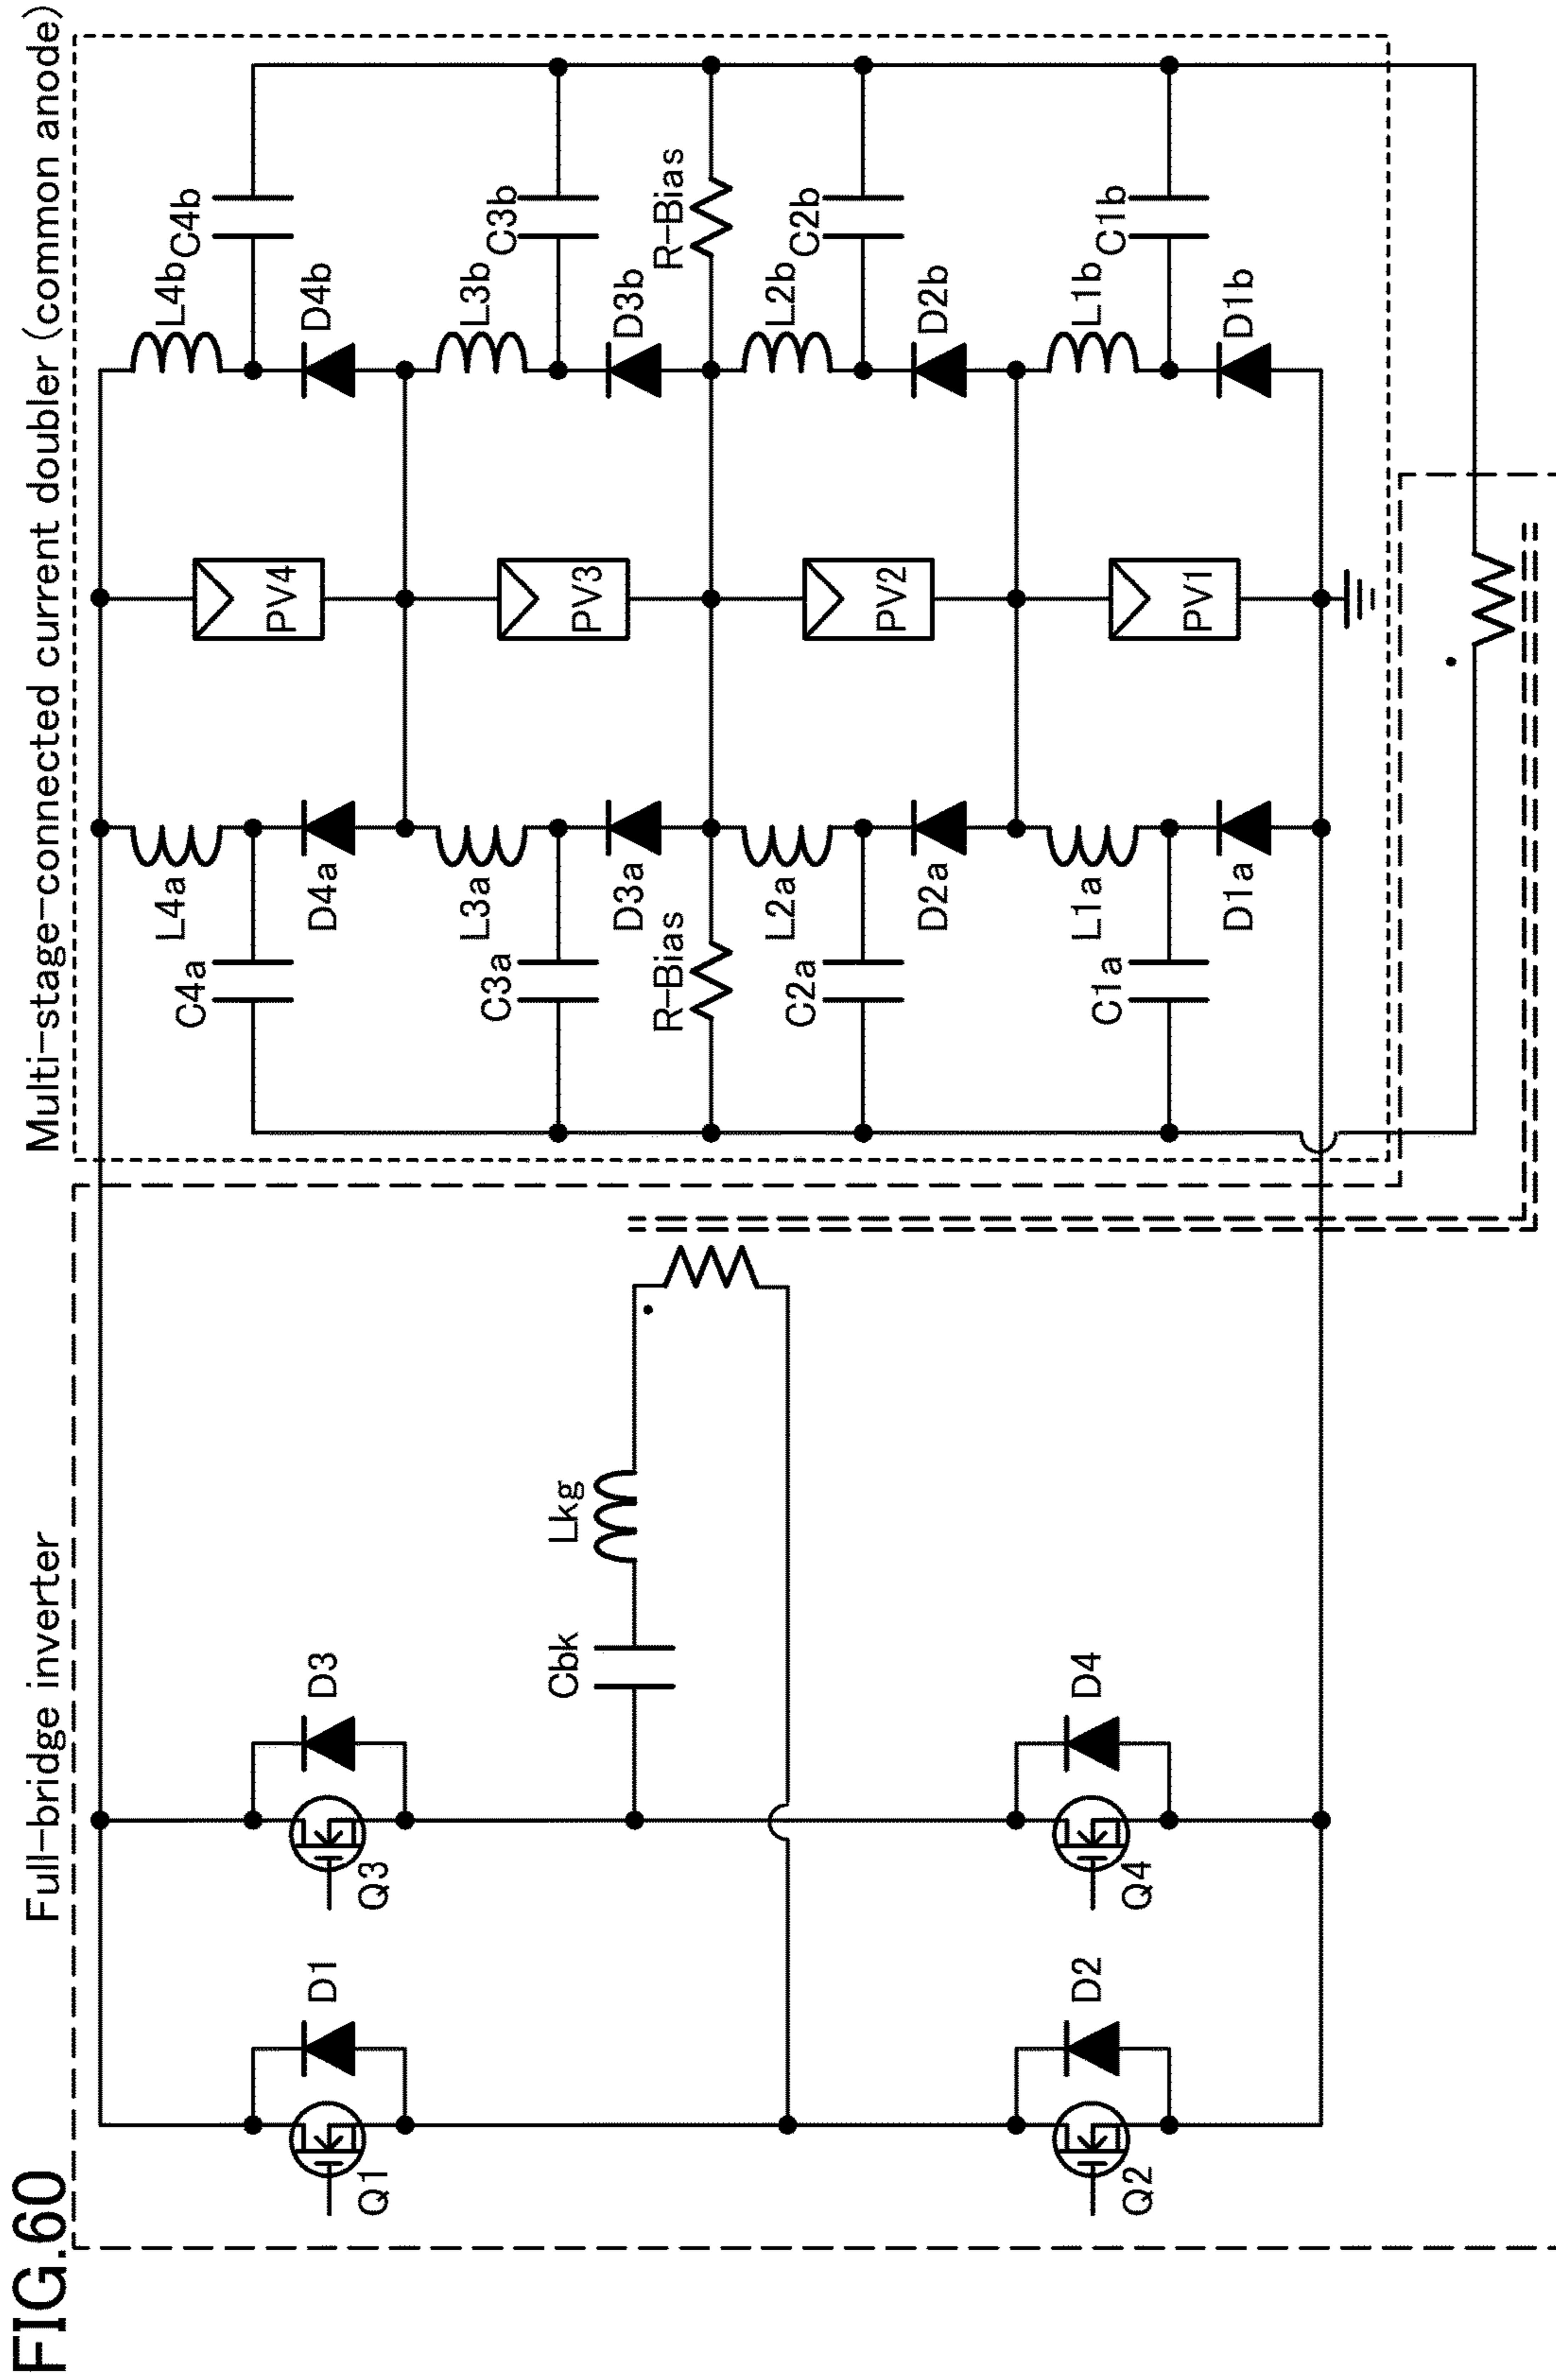 FIG.60
Full-bridge inverter
Multi-stage-connected current doubler (common anode)
Q1
D1
Q3
D3
Q2
D2
Q4
D4
Cbk
Lkg
C4a
L4a
D4a
PV4
L4b
C4b
D4b
C3a
L3a
D3a
PV3
L3b
C3b
D3b
R-Bias
R-Bias
C2a
L2a
D2a
PV2
L2b
C2b
D2b
C1a
L1a
D1a
PV1
L1b
C1b
D1b